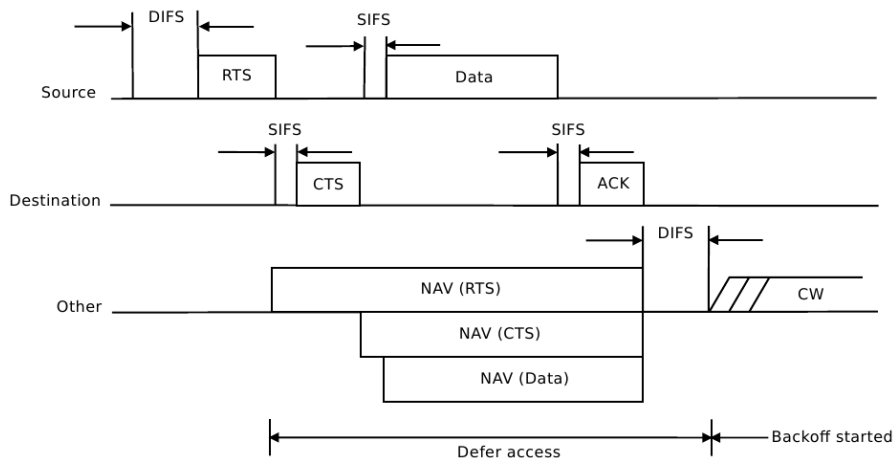 DIFS
SIFS
RTS
Data
Source
SIFS
SIFS
CTS
ACK
Destination
DIFS
NAV (RTS)
CW
Other
NAV (CTS)
NAV (Data)
Backoff started
Defer access